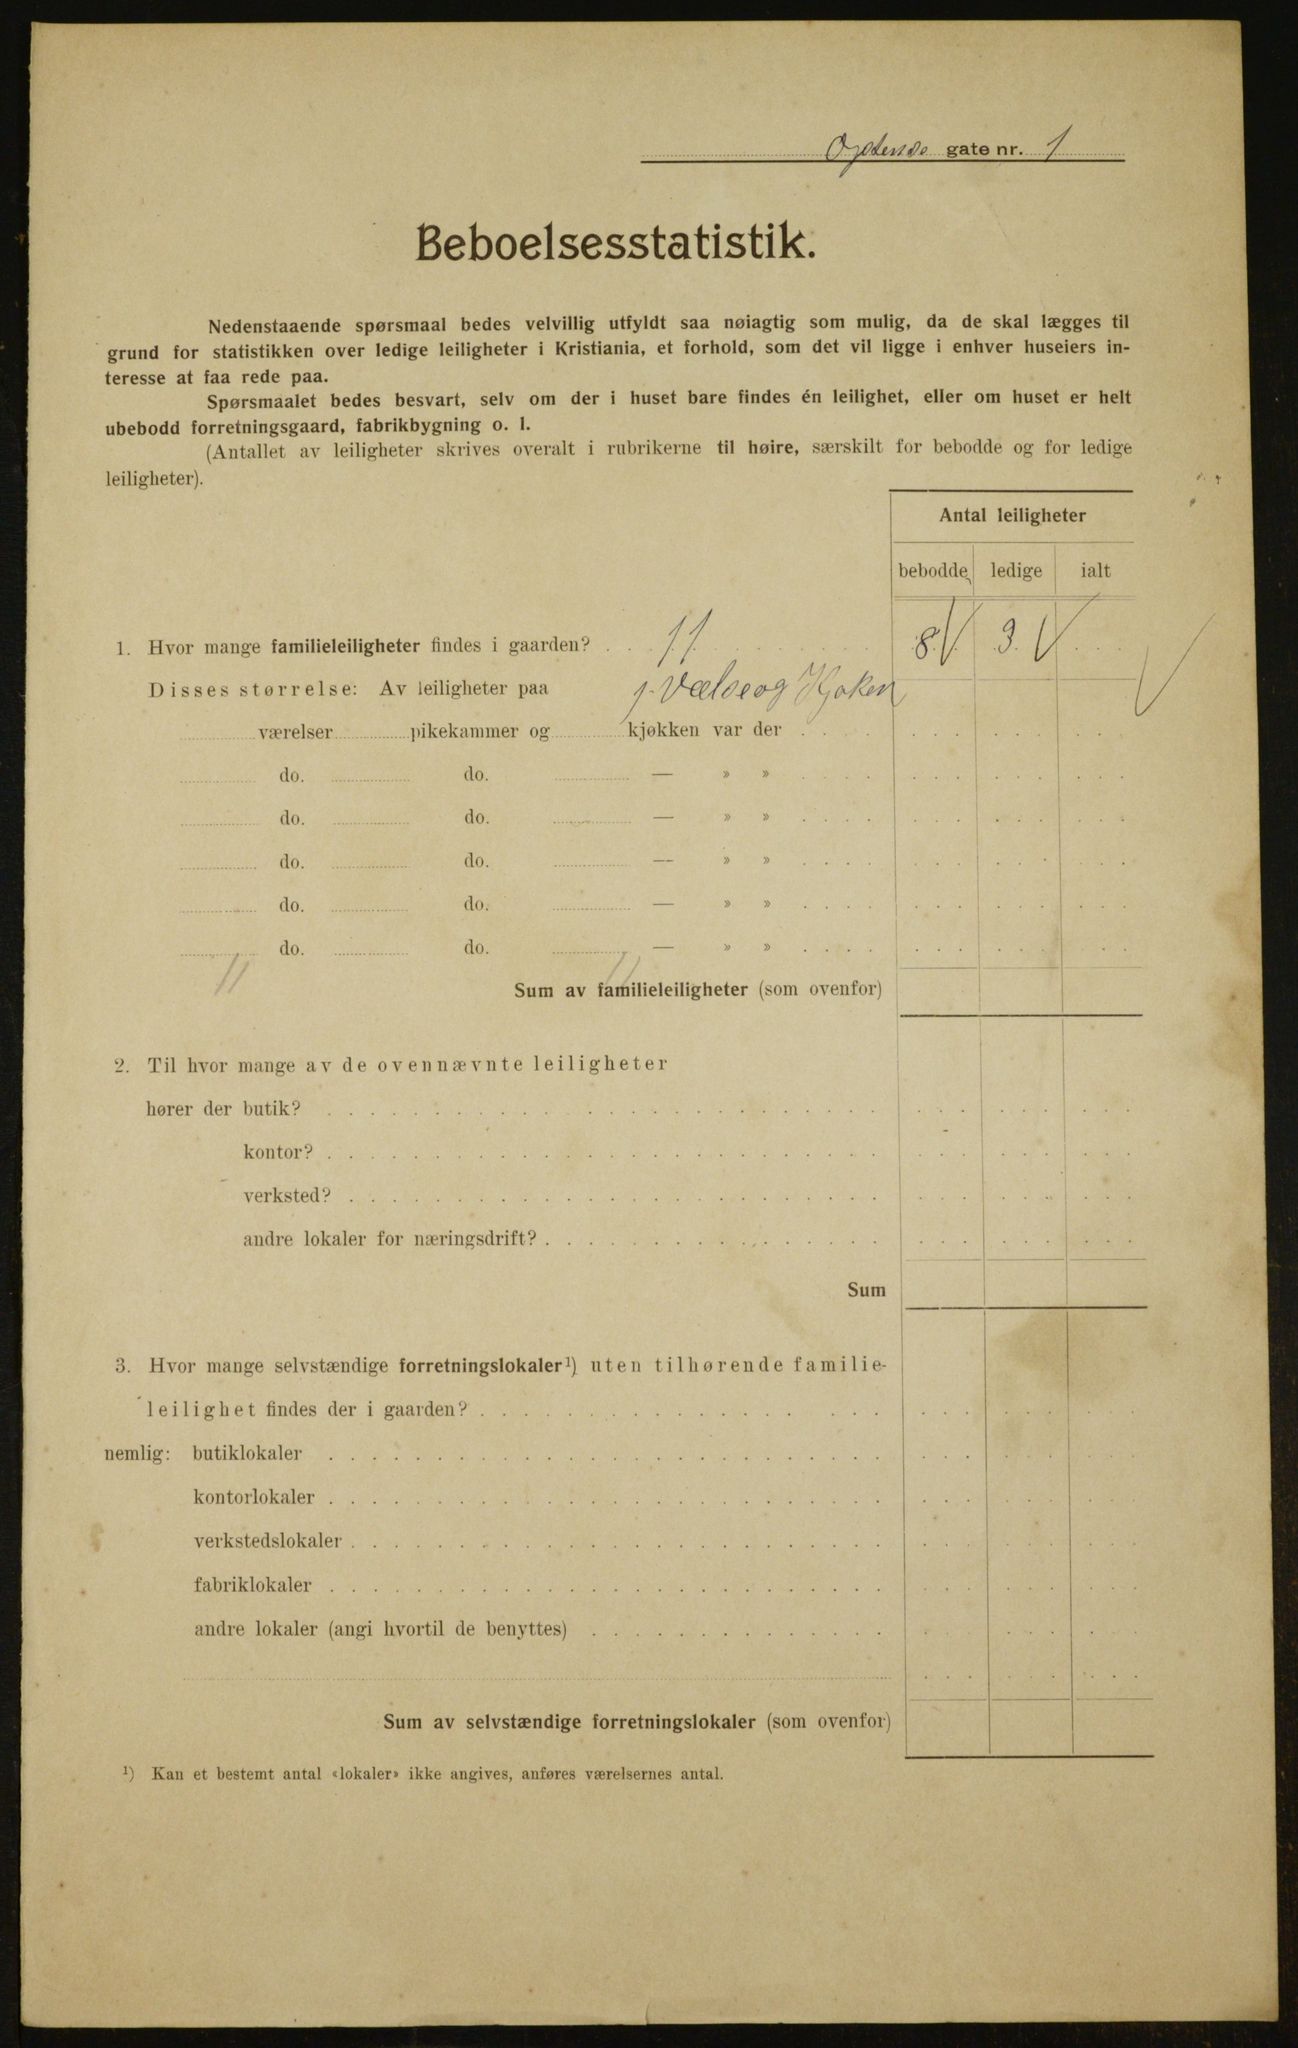 gate nr. 1
Beboelsesstatistik.
Nedenstaaende spørsmaal bedes velvillig utfyldt saa nøiagtig som mulig, da de skal lægges til
grund for statistikken over ledige leiligheter i Kristiania, et forhold, som det vil ligge i enhver huseiers in-
teresse at faa rede paa.
Spørsmaalet bedes besvart, selv om der i huset bare findes én leilighet, eller om huset er helt
ubebodd forretningsgaard, fabrikbygning o. l.
(Antallet av leiligheter skrives overalt i rubrikerne til høire, særskilt for bebodde og for ledige
leiligheter).
Antal leiligheter
bebodde ledige ialt
1. Hvor mange familieleiligheter findes i gaarden? 11 8 3
Disses størrelse: Av leiligheter paa 1 Vælse og Kjøken
værelser pikekammer og kjøkken var der
do. do. — » »
do. do. — » »
do. do. — » »
do. do. — » »
do. do. — » »
11 11
Sum av familieleiligheter (som ovenfor)
2. Til hvor mange av de ovennævnte leiligheter
hører der butik?
kontor?
verksted?
andre lokaler for næringsdrift?
Sum
3. Hvor mange selvstændige forretningslokaler¹) uten tilhørende familie-
leilighet findes der i gaarden?
nemlig: butiklokaler
kontorlokaler
verkstedslokaler
fabriklokaler
andre lokaler (angi hvortil de benyttes)
Sum av selvstændige forretningslokaler (som ovenfor)
¹) Kan et bestemt antal «lokaler» ikke angives, anføres værelsernes antal.